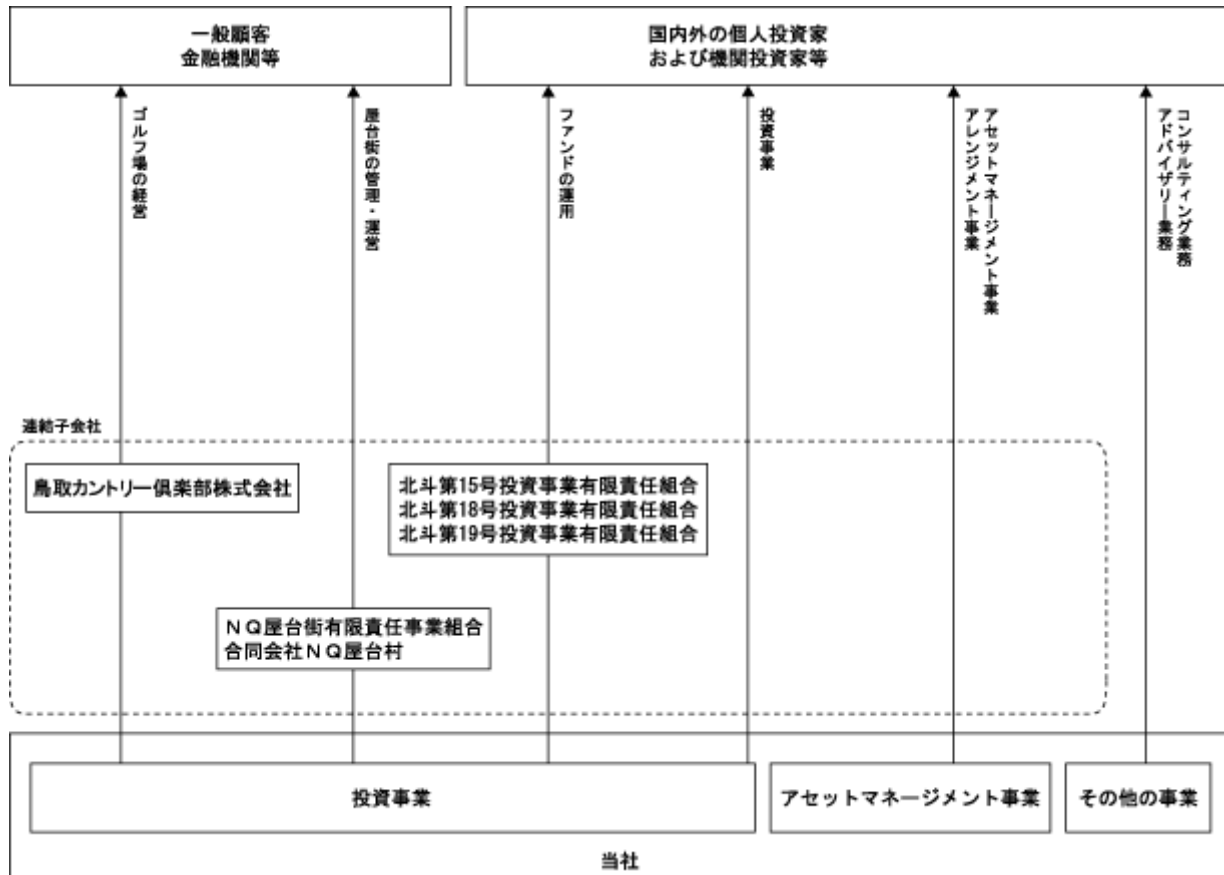 一般顧客
金融機関等
国内外の個人投資家
および機関投資家等
ゴルフ場の経営
屋台街の管理・運営
ファンドの運用
投資事業
アセットマネージメント事業
アレンジメント事業
コンサルティング業務
アドバイザリー業務
連結子会社
鳥取カントリー倶楽部株式会社
北斗第15号投資事業有限責任組合
北斗第18号投資事業有限責任組合
北斗第19号投資事業有限責任組合
ＮＱ屋台街有限責任事業組合
合同会社ＮＱ屋台村
投資事業
アセットマネージメント事業
その他の事業
当社